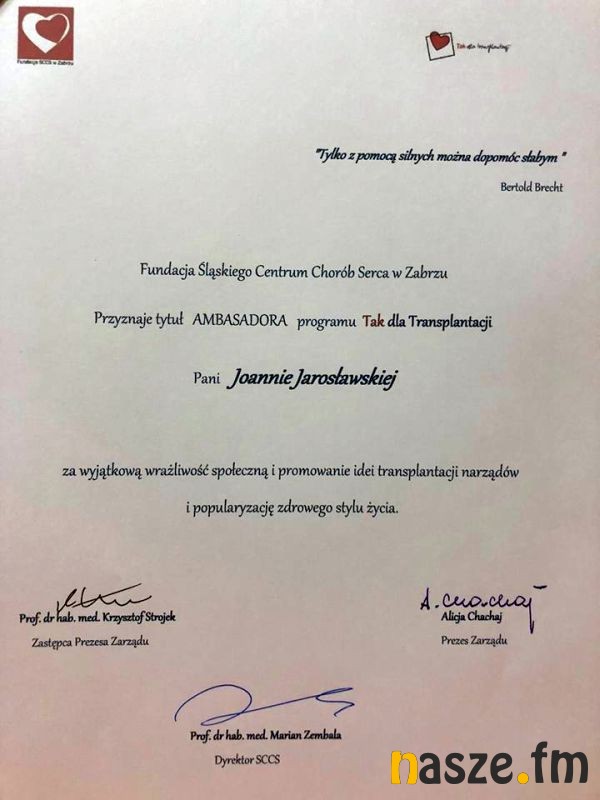 Fundacja SCCS w Zabrzu
Tak dla transplantacji
"Tylko z pomocą silnych można dopomóc słabym"
Bertold Brecht
Fundacja Śląskiego Centrum Chorób Serca w Zabrzu
Przyznaje tytuł AMBASADORA programu Tak dla Transplantacji
Pani Joannie Jarosławskiej
za wyjątkową wrażliwość społeczną i promowanie idei transplantacji narządów
i popularyzację zdrowego stylu życia.
A. Chachaj
Prof. dr hab. med. Krzysztof Strojek
Zastępca Prezesa Zarządu
Alicja Chachaj
Prezes Zarządu
Prof. dr hab. med. Marian Zembala
Dyrektor SCCS
nasze.fm